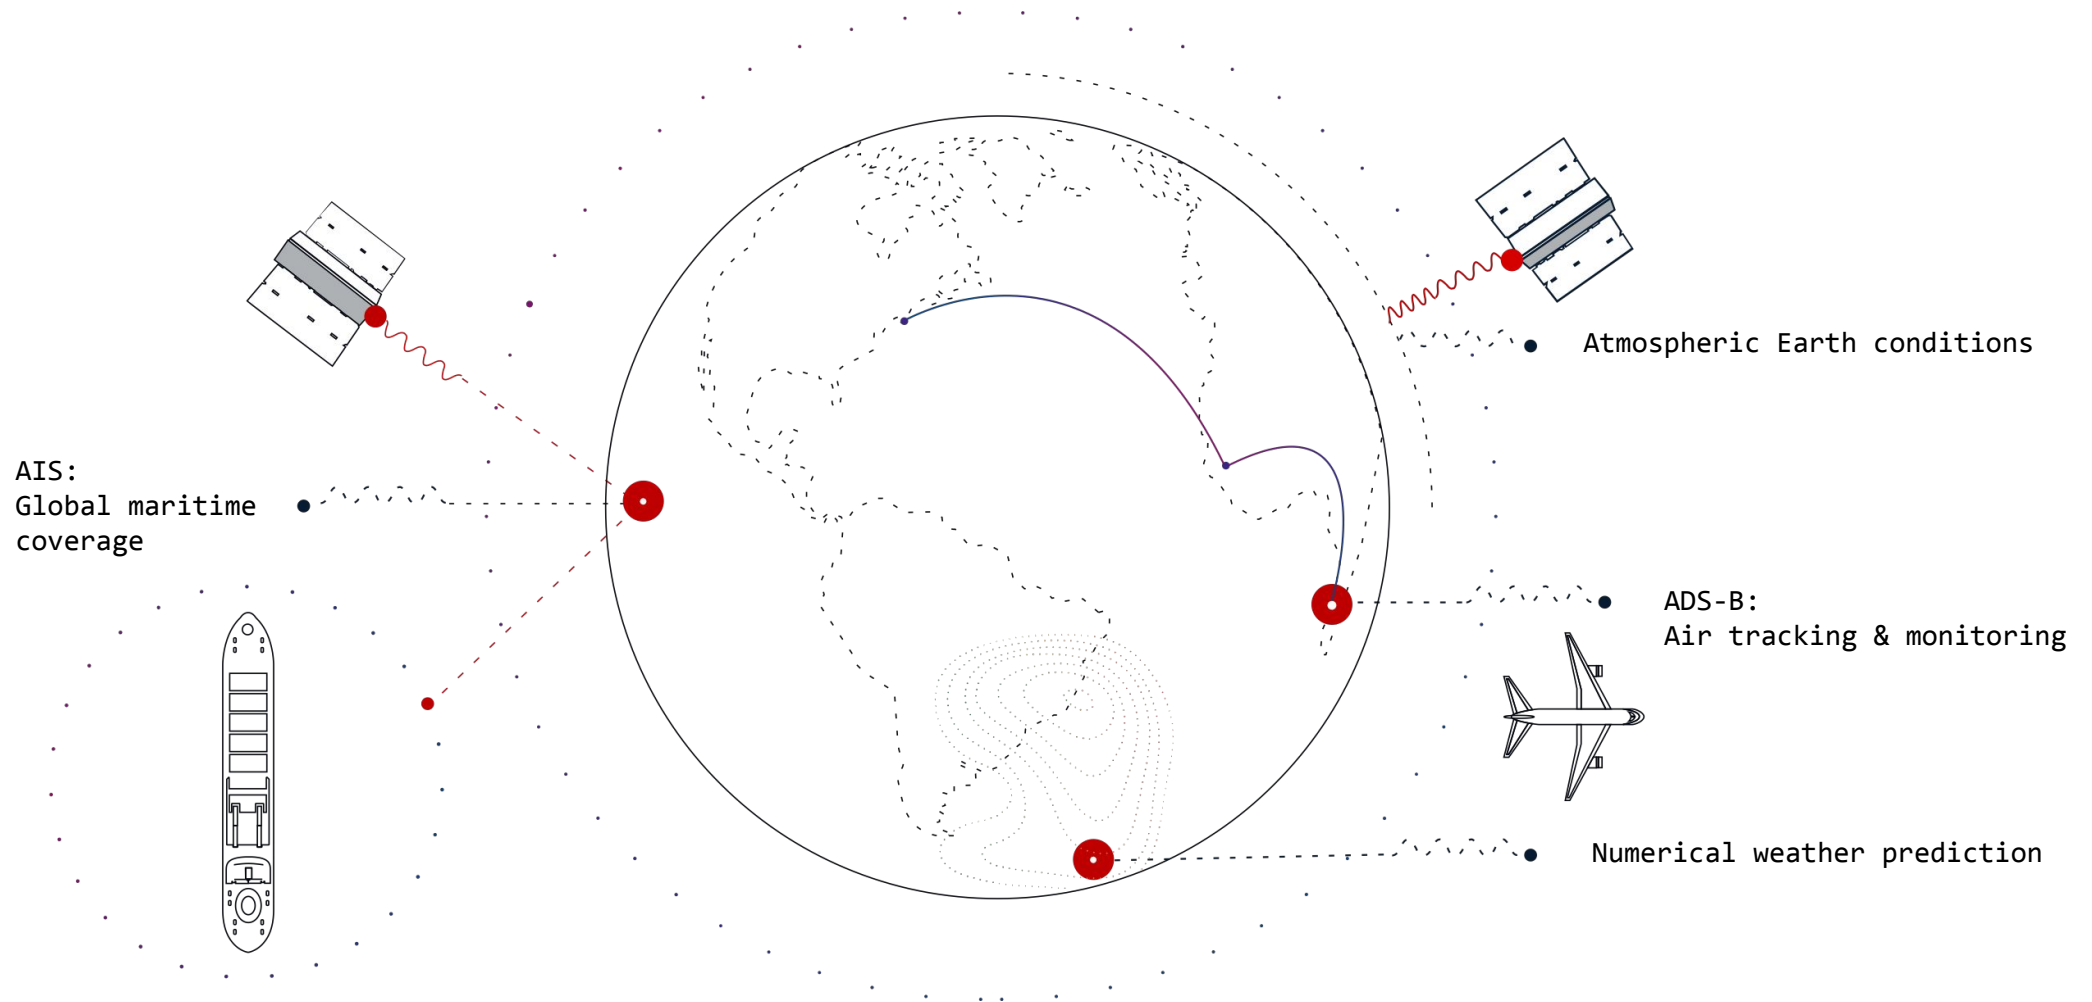 Atmospheric Earth conditions
AIS:
Global maritime
coverage
ADS-B:
Air tracking & monitoring
Numerical weather prediction